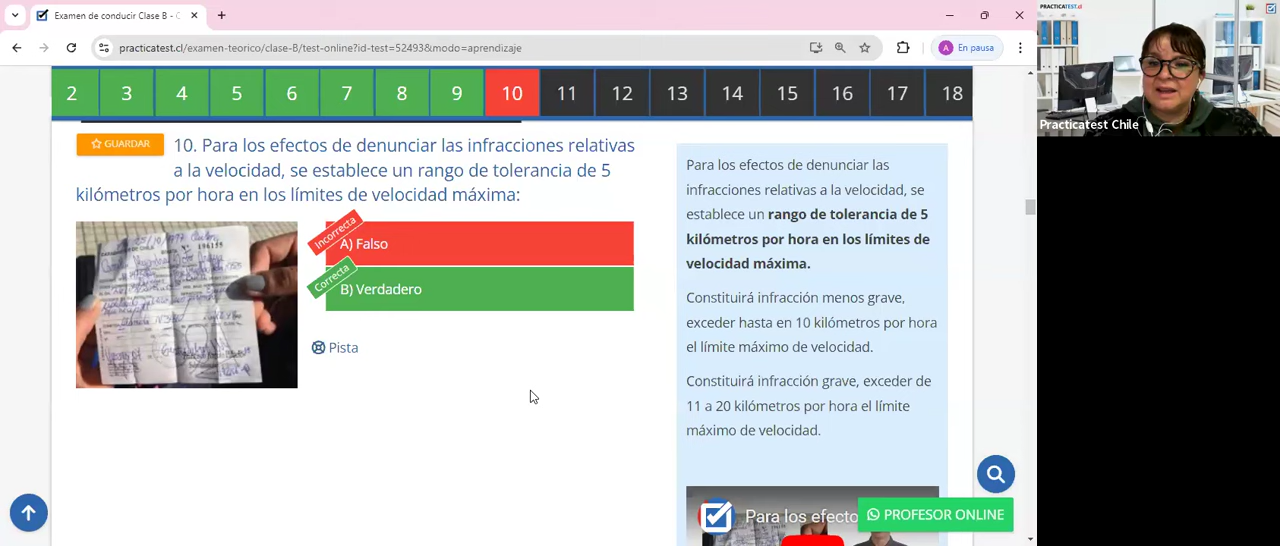 Examen de conducir Clase B - C
practicatest.cl/examen-teorico/clase-B/test-online?id-test=52493&modo=aprendizaje
A
En pausa
PRACTICATEST.cl
Practicatest Chile
2 3 4 5 6 7 8 9 10 11 12 13 14 15 16 17 18
GUARDAR
10. Para los efectos de denunciar las infracciones relativas
a la velocidad, se establece un rango de tolerancia de 5
kilómetros por hora en los límites de velocidad máxima:
Incorrecta
A) Falso
Correcta
B) Verdadero
Pista
Para los efectos de denunciar las
infracciones relativas a la velocidad, se
establece un rango de tolerancia de 5
kilómetros por hora en los límites de
velocidad máxima.
Constituirá infracción menos grave,
exceder hasta en 10 kilómetros por hora
el límite máximo de velocidad.
Constituirá infracción grave, exceder de
11 a 20 kilómetros por hora el límite
máximo de velocidad.
Para los efecto
PROFESOR ONLINE